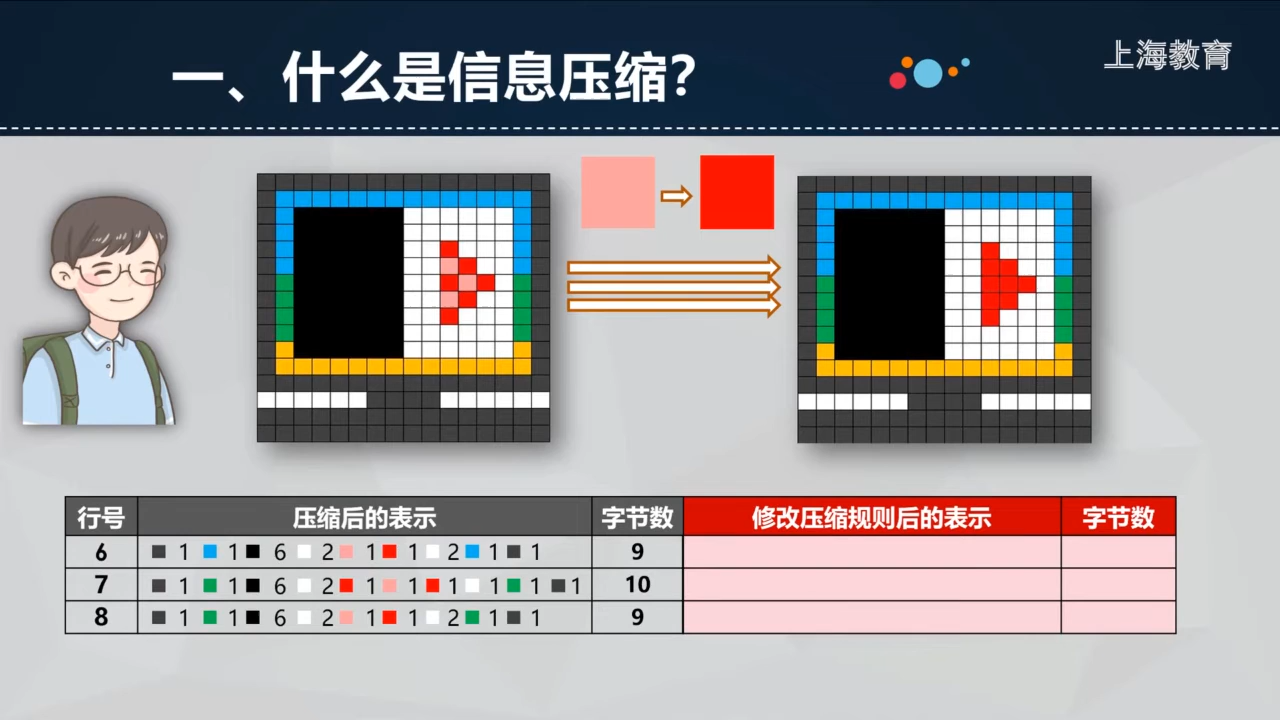 一、什么是信息压缩?
上海教育
行号 压缩后的表示 字节数 修改压缩规则后的表示 字节数
6 1 1 6 2 1 1 2 1 1 9
7 1 1 6 2 1 1 1 1 1 1 10
8 1 1 6 2 1 1 2 1 1 9